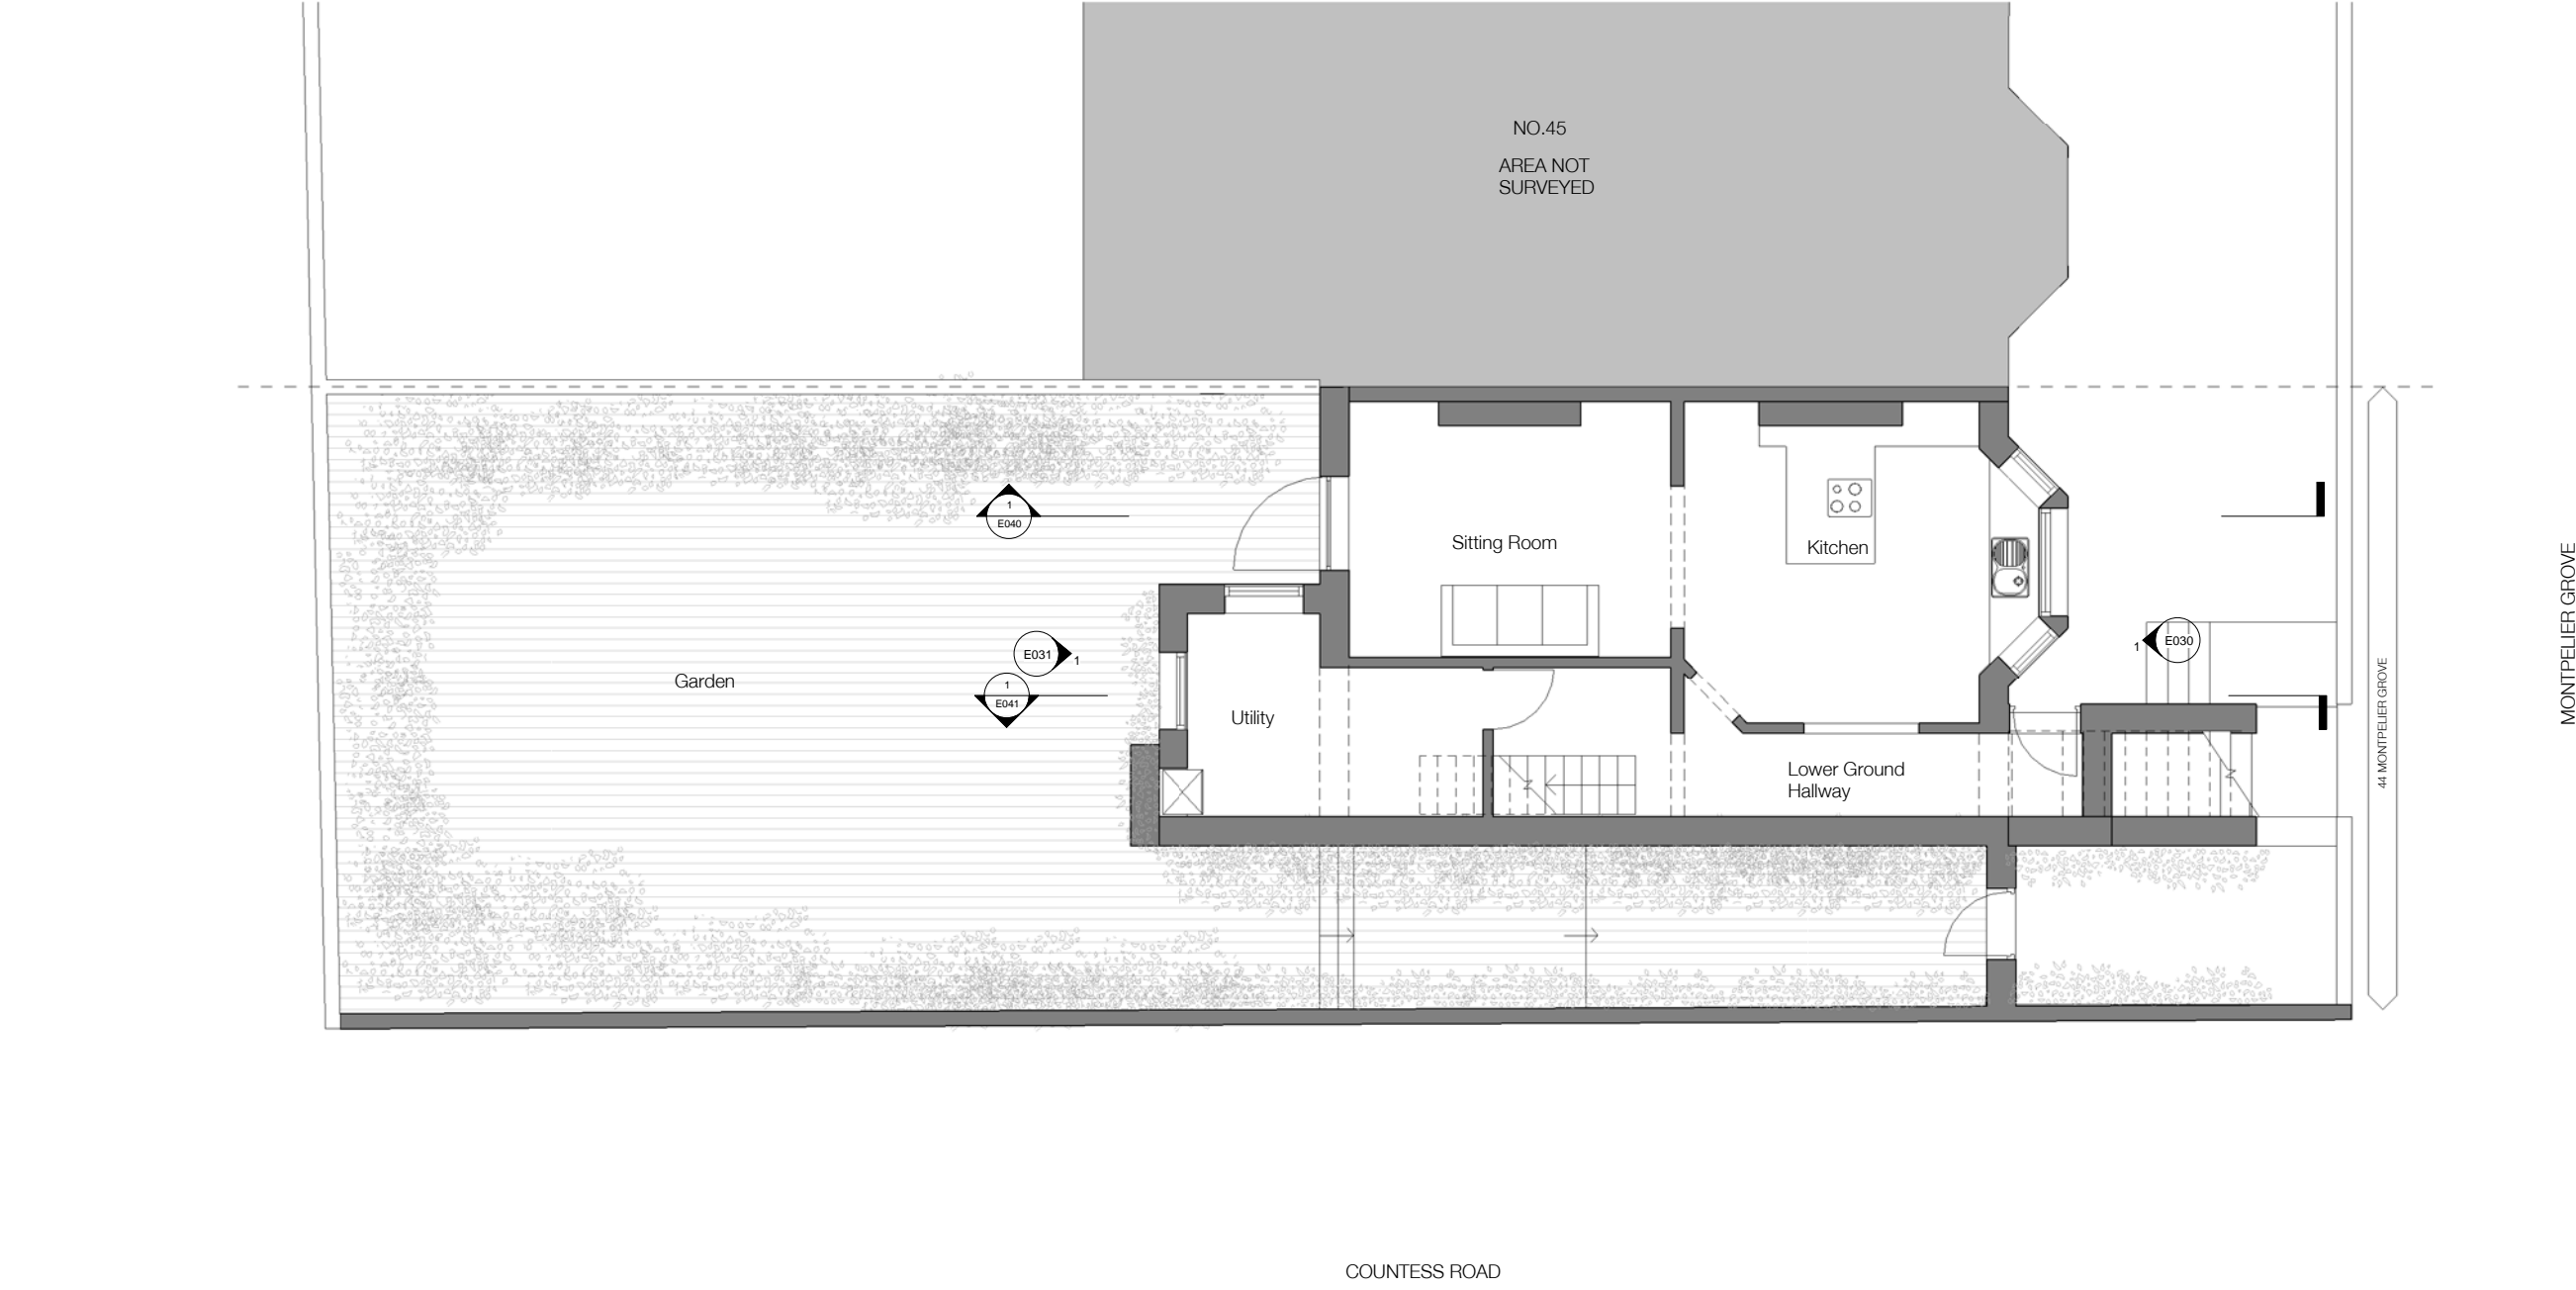 NO.45
AREA NOT
SURVEYED
1
E040
Sitting Room
Kitchen
E031
1
1
E030
Garden
1
E041
Utility
Lower Ground
Hallway
44 MONTPELIER GROVE
MONTPELIER GROVE
COUNTESS ROAD